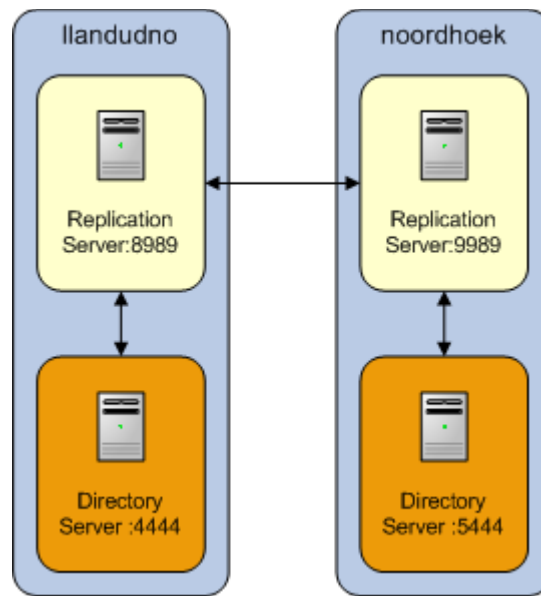 llandudno
Replication
Server:8989
Directory
Server :4444
noordhoek
Replication
Server:9989
Directory
Server :5444